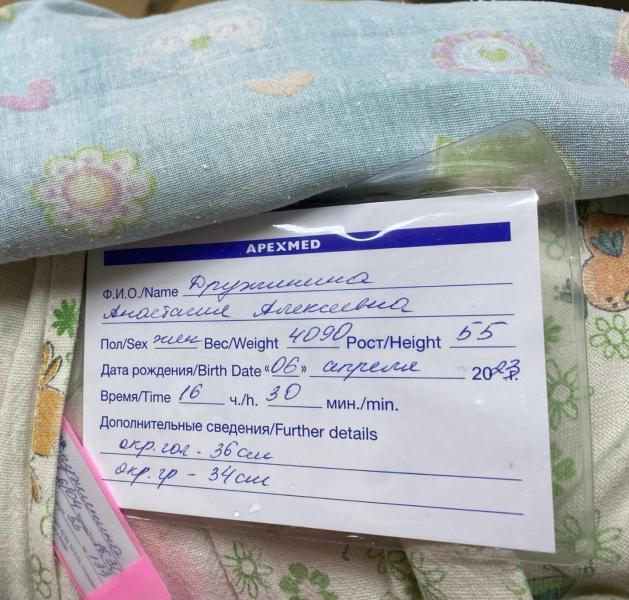 APEXMED
Ф.И.О./Name Дружинина
Анастасия Алексеевна
Пол/Sex жен Вес/Weight 4090 Рост/Height 55
Дата рождения/Birth Date «06» апреля 2023 г.
Время/Time 16 ч./h. 30 мин./min.
Дополнительные сведения/Further details
окр. гол - 36 см
окр. гр - 34 см
Дружинина